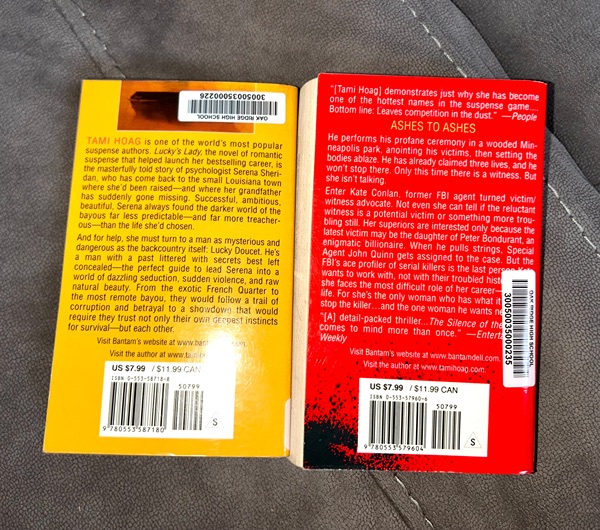 OAK RIDGE HIGH SCHOOL
30050035000226
TAMI HOAG is one of the world's most popular
suspense authors. Lucky's Lady, the novel of romantic
suspense that helped launch her bestselling career, is
the masterfully told story of psychologist Serena Sheri-
dan, who has come back to the small Louisiana town
where she'd been raised—and where her grandfather
has suddenly gone missing. Successful, ambitious,
beautiful, Serena always found the darker world of the
bayous far less predictable—and far more treacher-
ous—than the life she'd chosen.
And for help, she must turn to a man as mysterious and
dangerous as the backcountry itself: Lucky Doucet. He's
a man with a past littered with secrets best left
concealed—the perfect guide to lead Serena into a
world of dazzling seduction, sudden violence, and raw
natural beauty. From the exotic French Quarter to
the most remote bayou, they would follow a trail of
corruption and betrayal to a showdown that would
require they trust not only their own deepest instincts
for survival—but each other.
Visit Bantam's website at www.bantamdell.
Visit the author at www.tamiho
US $7.99 / $11.99 CAN
ISBN 0-553-58718-8
50799
9 780553 587180
S
"[Tami Hoag] demonstrates just why she has become
one of the hottest names in the suspense game....
Bottom line: Leaves competition in the dust." —People
ASHES TO ASHES
He performs his profane ceremony in a wooded Min-
neapolis park, anointing his victims, then setting the
bodies ablaze. He has already claimed three lives, and he
won't stop there. Only this time there is a witness. But
she isn't talking.
Enter Kate Conlan, former FBI agent turned victim/
witness advocate. Not even she can tell if the reluctant
witness is a potential victim or something more trou-
bling still. Her superiors are interested only because the
latest victim may be the daughter of Peter Bondurant, an
enigmatic billionaire. When he pulls strings, Special
Agent John Quinn gets assigned to the case. But the
FBI's ace profiler of serial killers is the last person K
wants to work with, not with their troubled hist
she faces the most difficult role of her career—
life. For she's the only woman who has what it
stop the killer...and the one woman he wants ne
"[A] detail-packed thriller...The Silence of the
comes to mind more than once." —Enterta
Weekly
Visit Bantam's website at www.bantamdell.com.
Visit the author at www.tamihoag.com.
OAK RIDGE HIGH SCHOOL
30050035000235
US $7.99 / $11.99 CAN
ISBN 0-553-57960-6
50799
9 780553 579604
S